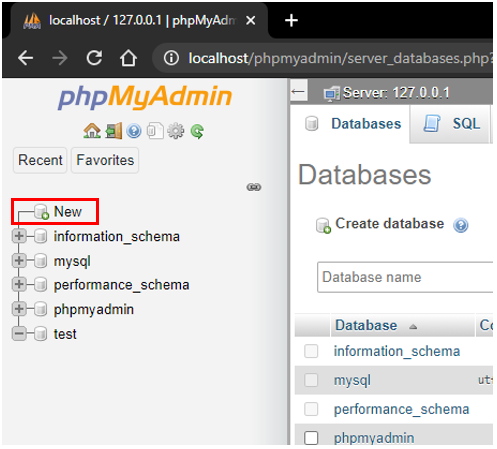 localhost / 127.0.0.1 | phpMyAdm
localhost/phpmyadmin/server_databases.php?
phpMyAdmin
Recent Favorites
New
information_schema
mysql
performance_schema
phpmyadmin
test
Server: 127.0.0.1
Databases SQL
Databases
Create database
Database name
Database Co
information_schema
mysql ut
performance_schema
phpmyadmin